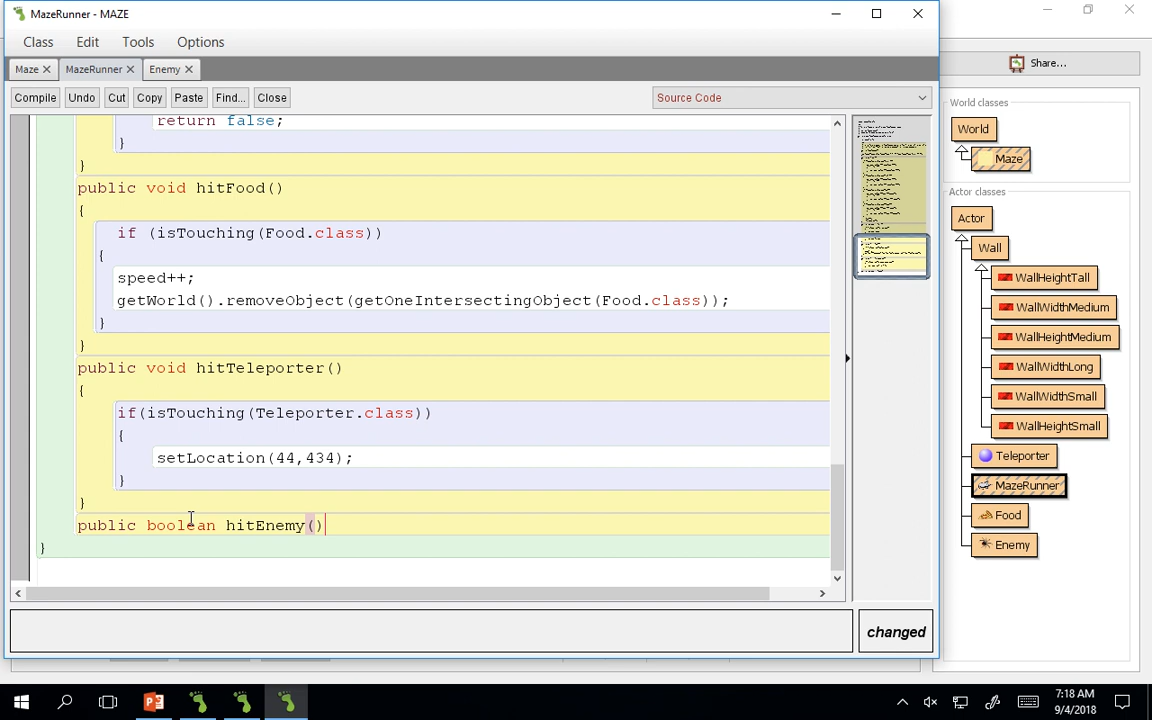 MazeRunner - MAZE
Class Edit Tools Options
Maze MazeRunner Enemy
Compile Undo Cut Copy Paste Find... Close
Source Code
return false;
}
}
public void hitFood()
{
if (isTouching(Food.class))
{
speed++;
getWorld().removeObject(getOneIntersectingObject(Food.class));
}
}
public void hitTeleporter()
{
if(isTouching(Teleporter.class))
{
setLocation(44,434);
}
}
public boolean hitEnemy()
}
changed
Share...
World classes
World
Maze
Actor classes
Actor
Wall
WallHeightTall
WallWidthMedium
WallHeightMedium
WallWidthLong
WallWidthSmall
WallHeightSmall
Teleporter
MazeRunner
Food
Enemy
7:18 AM
9/4/2018